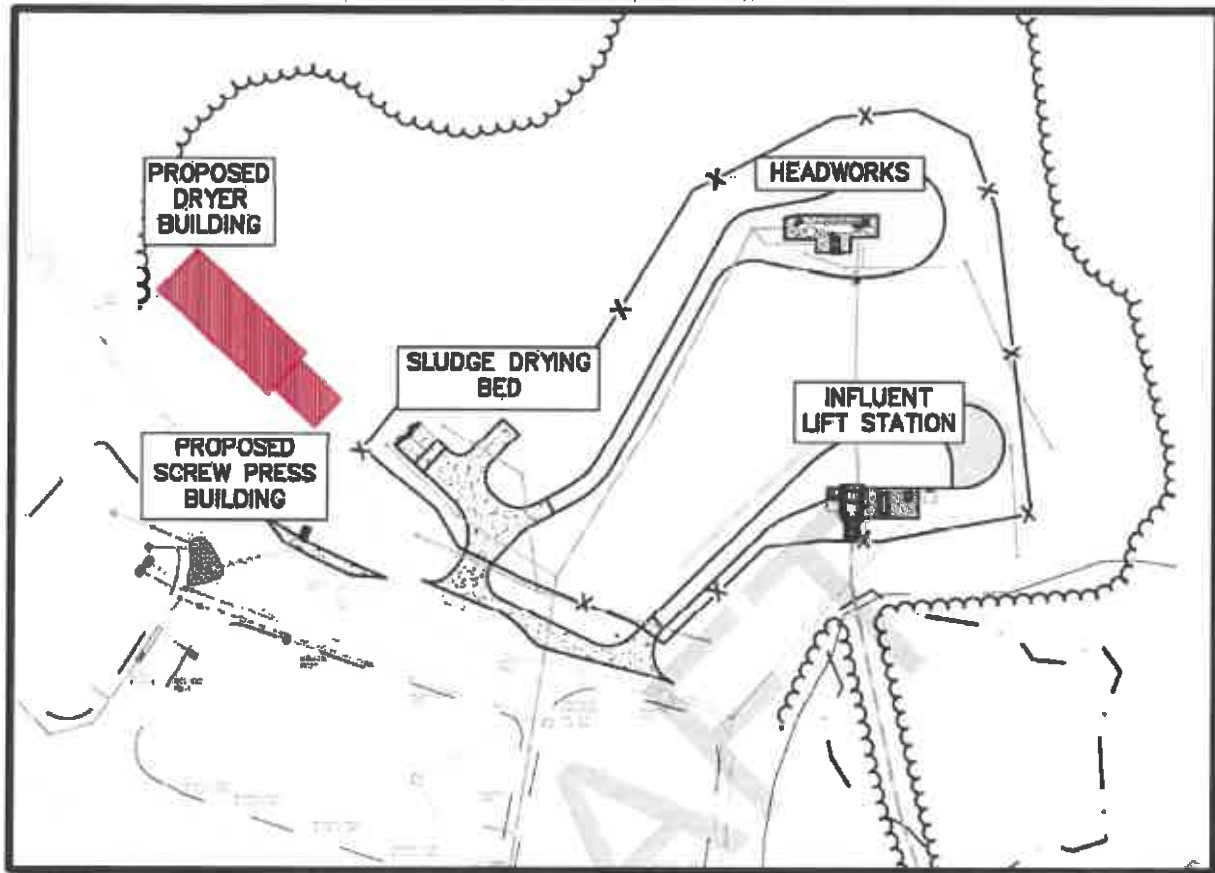 PROPOSED
DRYER
BUILDING
HEADWORKS
SLUDGE DRYING
BED
INFLUENT
LIFT STATION
PROPOSED
SCREW PRESS
BUILDING